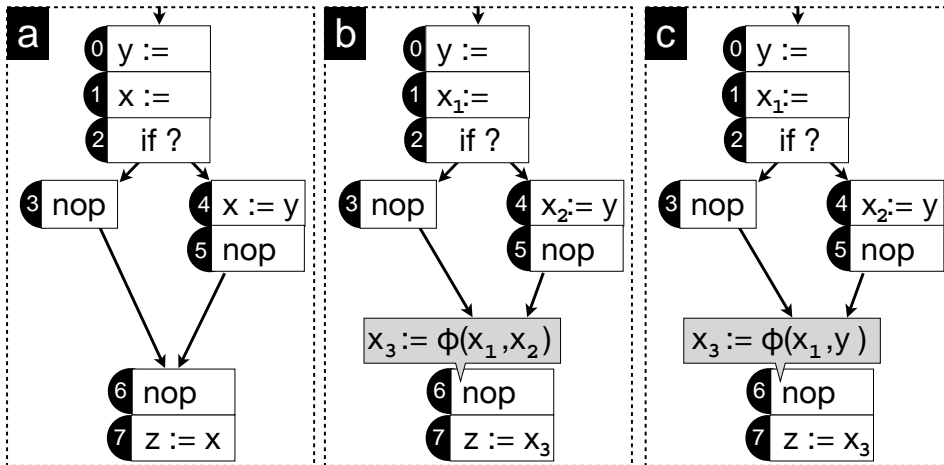 a
0 y :=
1 x :=
2 if ?
3 nop
4 x := y
5 nop
6 nop
7 z := x
b
0 y :=
1 x₁:=
2 if ?
3 nop
4 x₂:= y
5 nop
x₃ := ϕ(x₁,x₂)
6 nop
7 z := x₃
c
0 y :=
1 x₁:=
2 if ?
3 nop
4 x₂:= y
5 nop
x₃ := ϕ(x₁,y )
6 nop
7 z := x₃